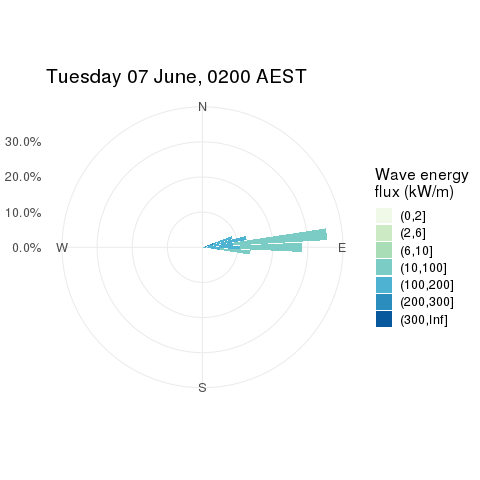 Tuesday 07 June, 0200 AEST
N
30.0%
20.0%
10.0%
0.0%
W
E
S
Wave energy
flux (kW/m)
(0,2]
(2,6]
(6,10]
(10,100]
(100,200]
(200,300]
(300,Inf]